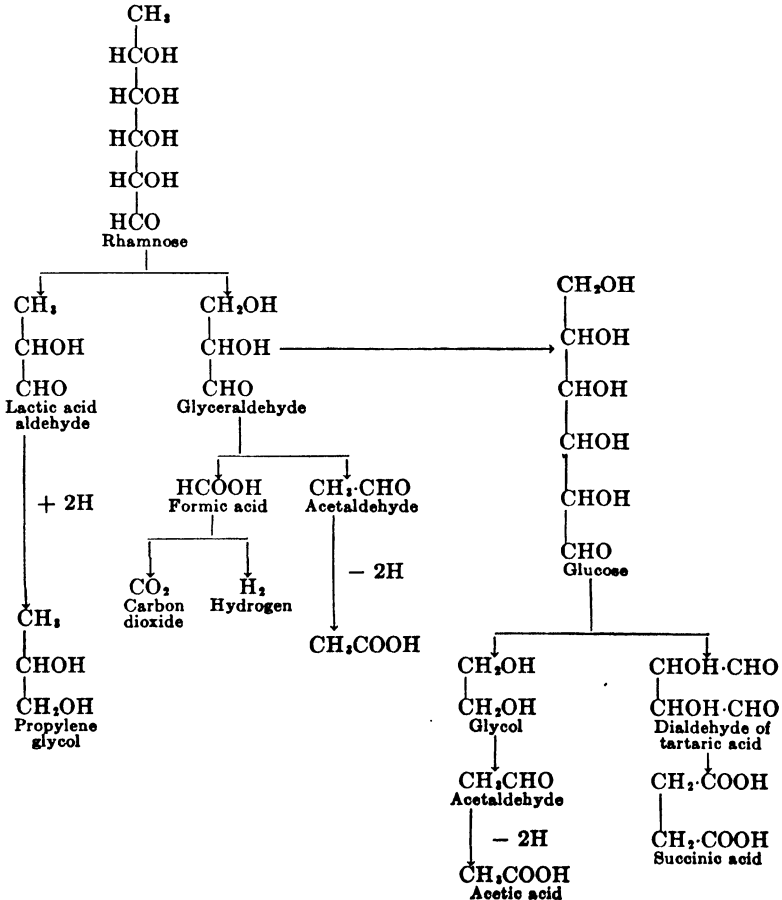 CH₃
HCOH
HCOH
HCOH
HCOH
HCO
Rhamnose
CH₃
CHOH
CHO
Lactic acid
aldehyde
+ 2H
CH₃
CHOH
CH₂OH
Propylene
glycol
CH₂OH
CHOH
CHO
Glyceraldehyde
HCOOH
Formic acid
CO₂
Carbon
dioxide
H₂
Hydrogen
CH₃·CHO
Acetaldehyde
− 2H
CH₃COOH
CH₂OH
CHOH
CHOH
CHOH
CHOH
CHO
Glucose
CH₂OH
CH₂OH
Glycol
CH₃CHO
Acetaldehyde
− 2H
CH₃COOH
Acetic acid
CHOH·CHO
CHOH·CHO
Dialdehyde of
tartaric acid
CH₂·COOH
CH₂·COOH
Succinic acid